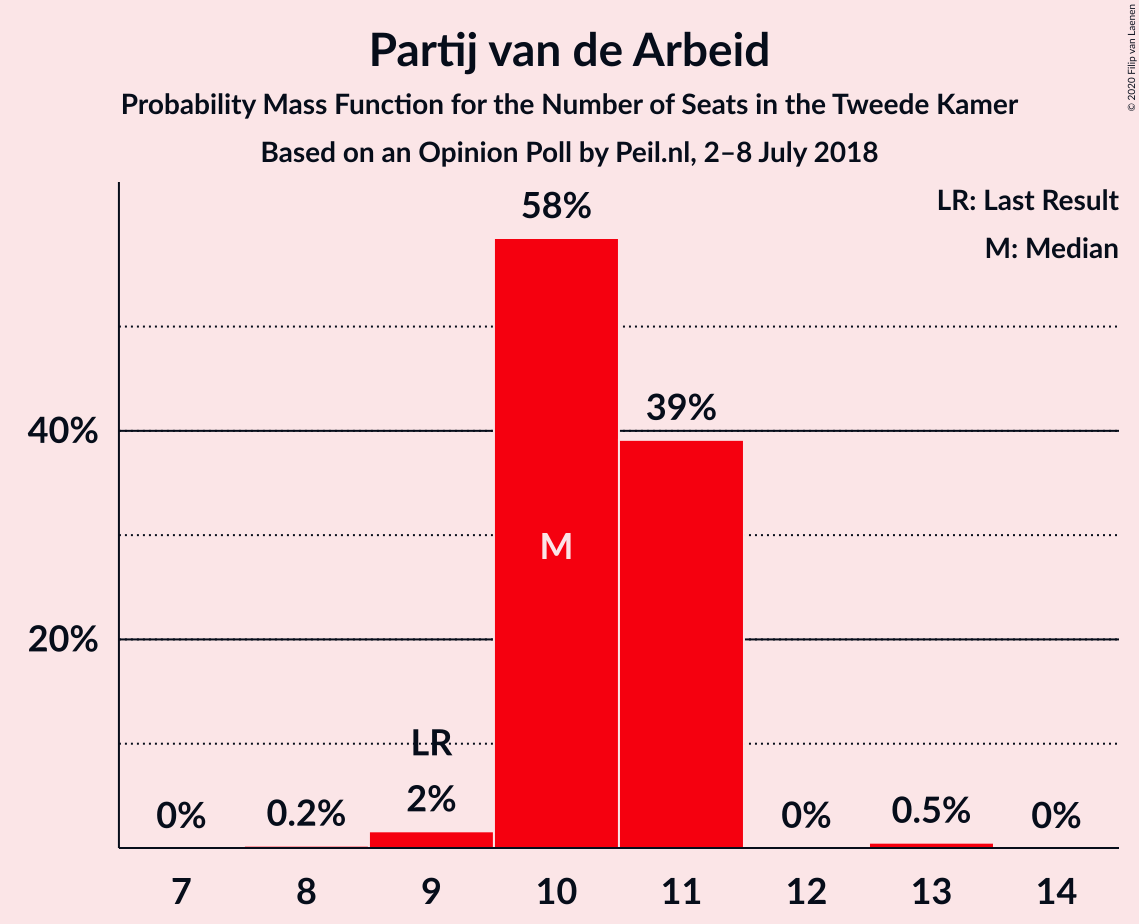 Partij van de Arbeid
Probability Mass Function for the Number of Seats in the Tweede Kamer
Based on an Opinion Poll by Peil.nl, 2–8 July 2018
© 2020 Filip van Laenen
LR: Last Result
M: Median
58%
39%
40%
M
20%
LR
0% 0.2% 2% 0% 0.5% 0%
7 8 9 10 11 12 13 14